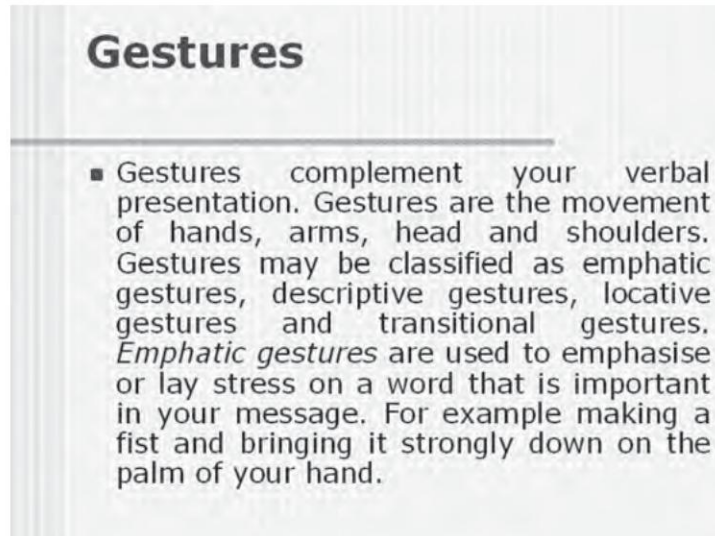 Gestures
Gestures complement your verbal
presentation. Gestures are the movement
of hands, arms, head and shoulders.
Gestures may be classified as emphatic
gestures, descriptive gestures, locative
gestures and transitional gestures.
Emphatic gestures are used to emphasise
or lay stress on a word that is important
in your message. For example making a
fist and bringing it strongly down on the
palm of your hand.